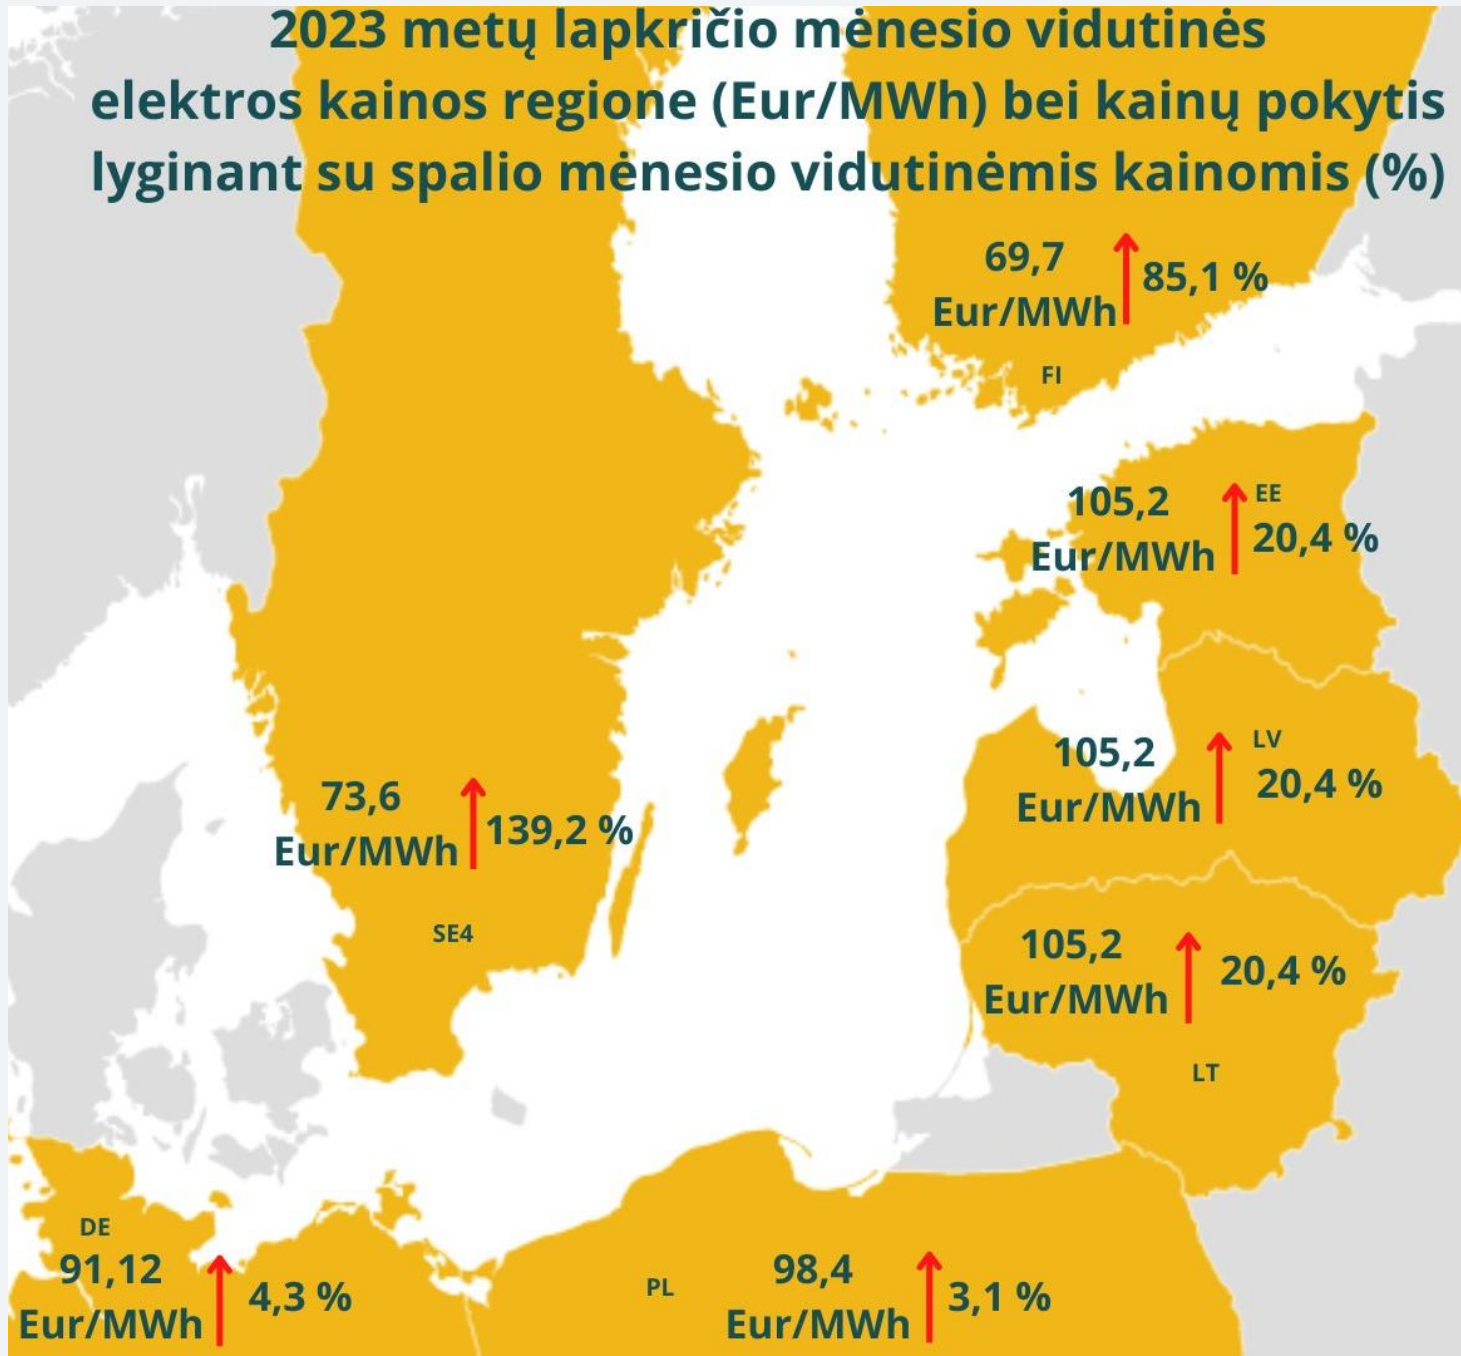 2023 metų lapkričio mėnesio vidutinės
elektros kainos regione (Eur/MWh) bei kainų pokytis
lyginant su spalio mėnesio vidutinėmis kainomis (%)
69,7
Eur/MWh
85,1 %
FI
105,2
Eur/MWh
EE
20,4 %
105,2
Eur/MWh
LV
20,4 %
73,6
Eur/MWh
139,2 %
SE4
105,2
Eur/MWh
20,4 %
LT
DE
91,12
Eur/MWh
4,3 %
PL
98,4
Eur/MWh
3,1 %